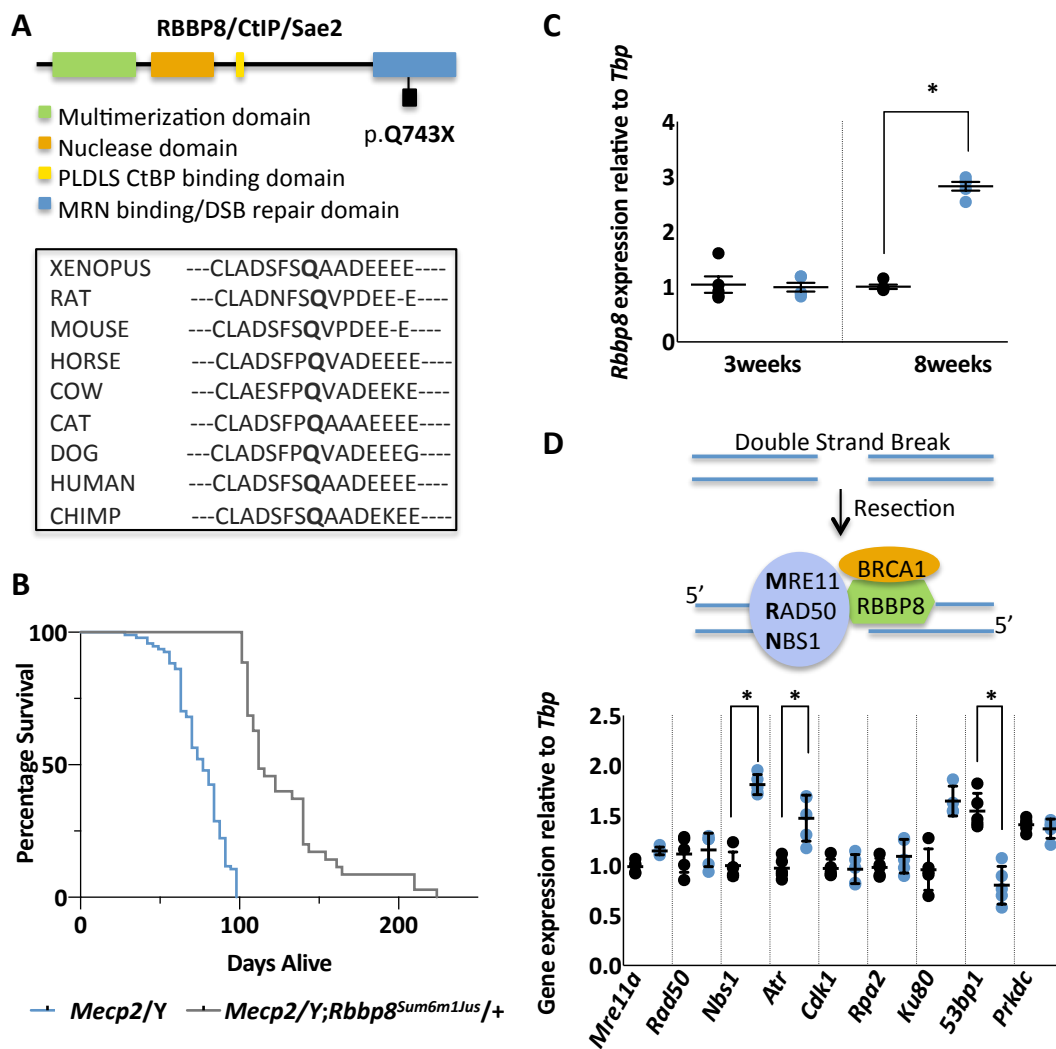 A
RBBP8/CtIP/Sae2
p.Q743X
Multimerization domain
Nuclease domain
PLDLS CtBP binding domain
MRN binding/DSB repair domain
XENOPUS ---CLADSFSQAADEEEE----
RAT ---CLADNFSQVPDEE-E----
MOUSE ---CLADSFSQVPDEE-E----
HORSE ---CLADSFPQVADEEEE----
COW ---CLAESFPQVADEEKE----
CAT ---CLADSFPQAAAEEEE----
DOG ---CLADSFPQVADEEEG----
HUMAN ---CLADSFSQAADEEEE----
CHIMP ---CLADSFSQAADEKEE----
B
Percentage Survival
100
50
0
0 100 200
Days Alive
Mecp2/Y
Mecp2/Y;Rbbp8Sum6m1Jus/+
C
Rbbp8 expression relative to Tbp
4
3
2
1
0
*
3weeks 8weeks
D
Double Strand Break
Resection
MRE11
RAD50
NBS1
BRCA1
RBBP8
5’
5’
Gene expression relative to Tbp
2.5
2.0
1.5
1.0
0.5
0.0
* * *
Mre11a Rad50 Nbs1 Atr Cdk1 Rpa2 Ku80 53bp1 Prkdc